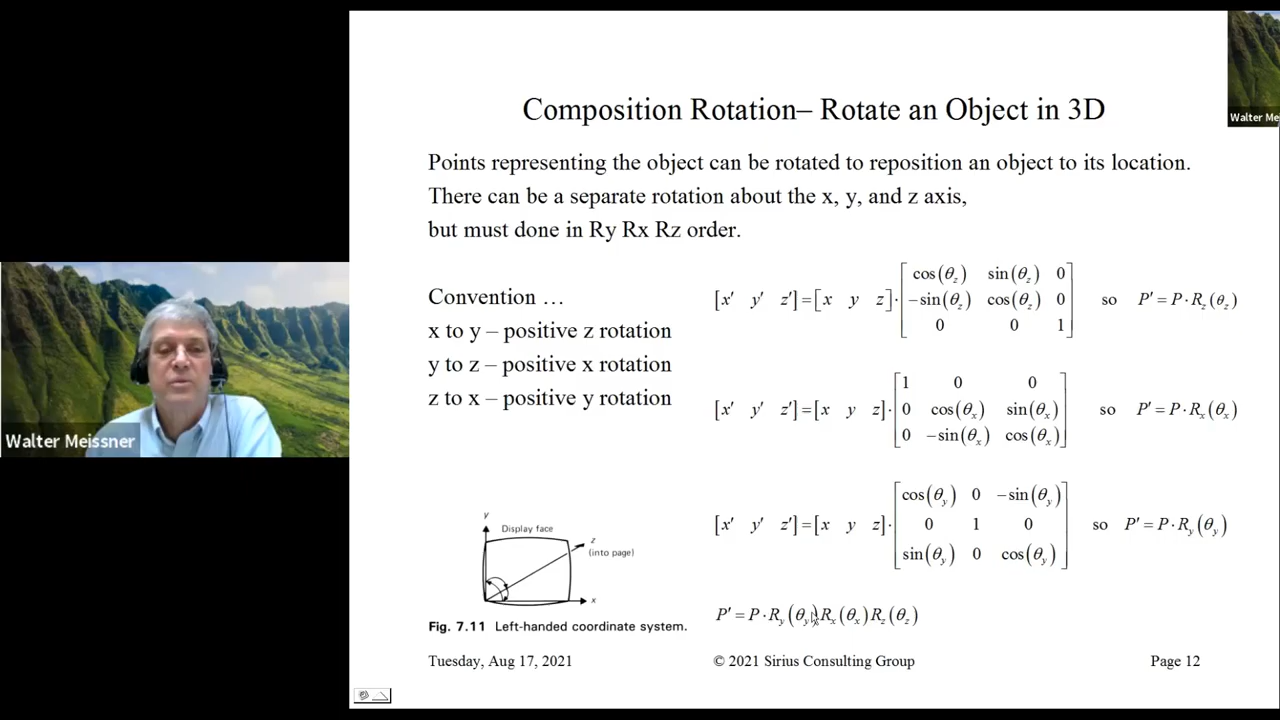 Composition Rotation– Rotate an Object in 3D
Points representing the object can be rotated to reposition an object to its location.
There can be a separate rotation about the x, y, and z axis,
but must done in Ry Rx Rz order.
Convention …
x to y – positive z rotation
y to z – positive x rotation
z to x – positive y rotation
[x′ y′ z′]=[x y z]·[cos(θz) sin(θz) 0
−sin(θz) cos(θz) 0
0 0 1] so P′ = P·Rz(θz)
[x′ y′ z′]=[x y z]·[1 0 0
0 cos(θx) sin(θx)
0 −sin(θx) cos(θx)] so P′ = P·Rx(θx)
[x′ y′ z′]=[x y z]·[cos(θy) 0 −sin(θy)
0 1 0
sin(θy) 0 cos(θy)] so P′ = P·Ry(θy)
P′ = P·Ry(θy)Rx(θx)Rz(θz)
y
Display face
z
(into page)
x
Fig. 7.11 Left-handed coordinate system.
Tuesday, Aug 17, 2021
© 2021 Sirius Consulting Group
Page 12
Walter Meissner
Walter Me